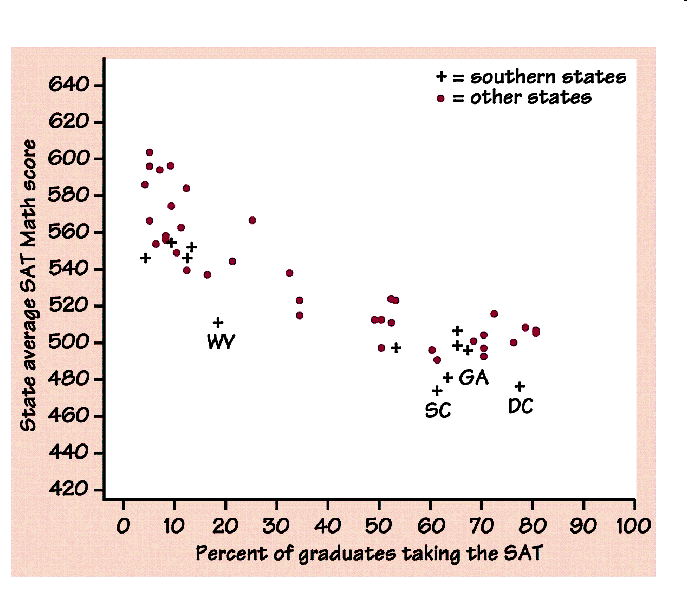 + = southern states
• = other states
640
620
600
580
560
540
520
500
480
460
440
420
State average SAT Math score
WY
GA
SC
DC
0 10 20 30 40 50 60 70 80 90 100
Percent of graduates taking the SAT